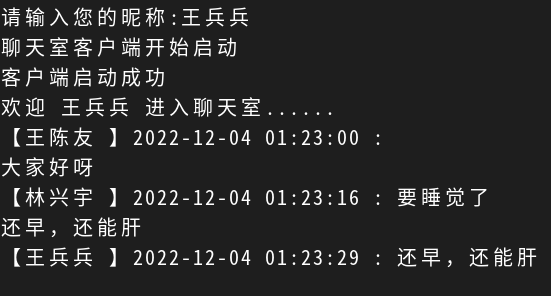 请输入您的昵称:王兵兵
聊天室客户端开始启动
客户端启动成功
欢迎 王兵兵 进入聊天室......
【王陈友 】2022-12-04 01:23:00 :
大家好呀
【林兴宇 】2022-12-04 01:23:16 : 要睡觉了
还早，还能肝
【王兵兵 】2022-12-04 01:23:29 : 还早，还能肝